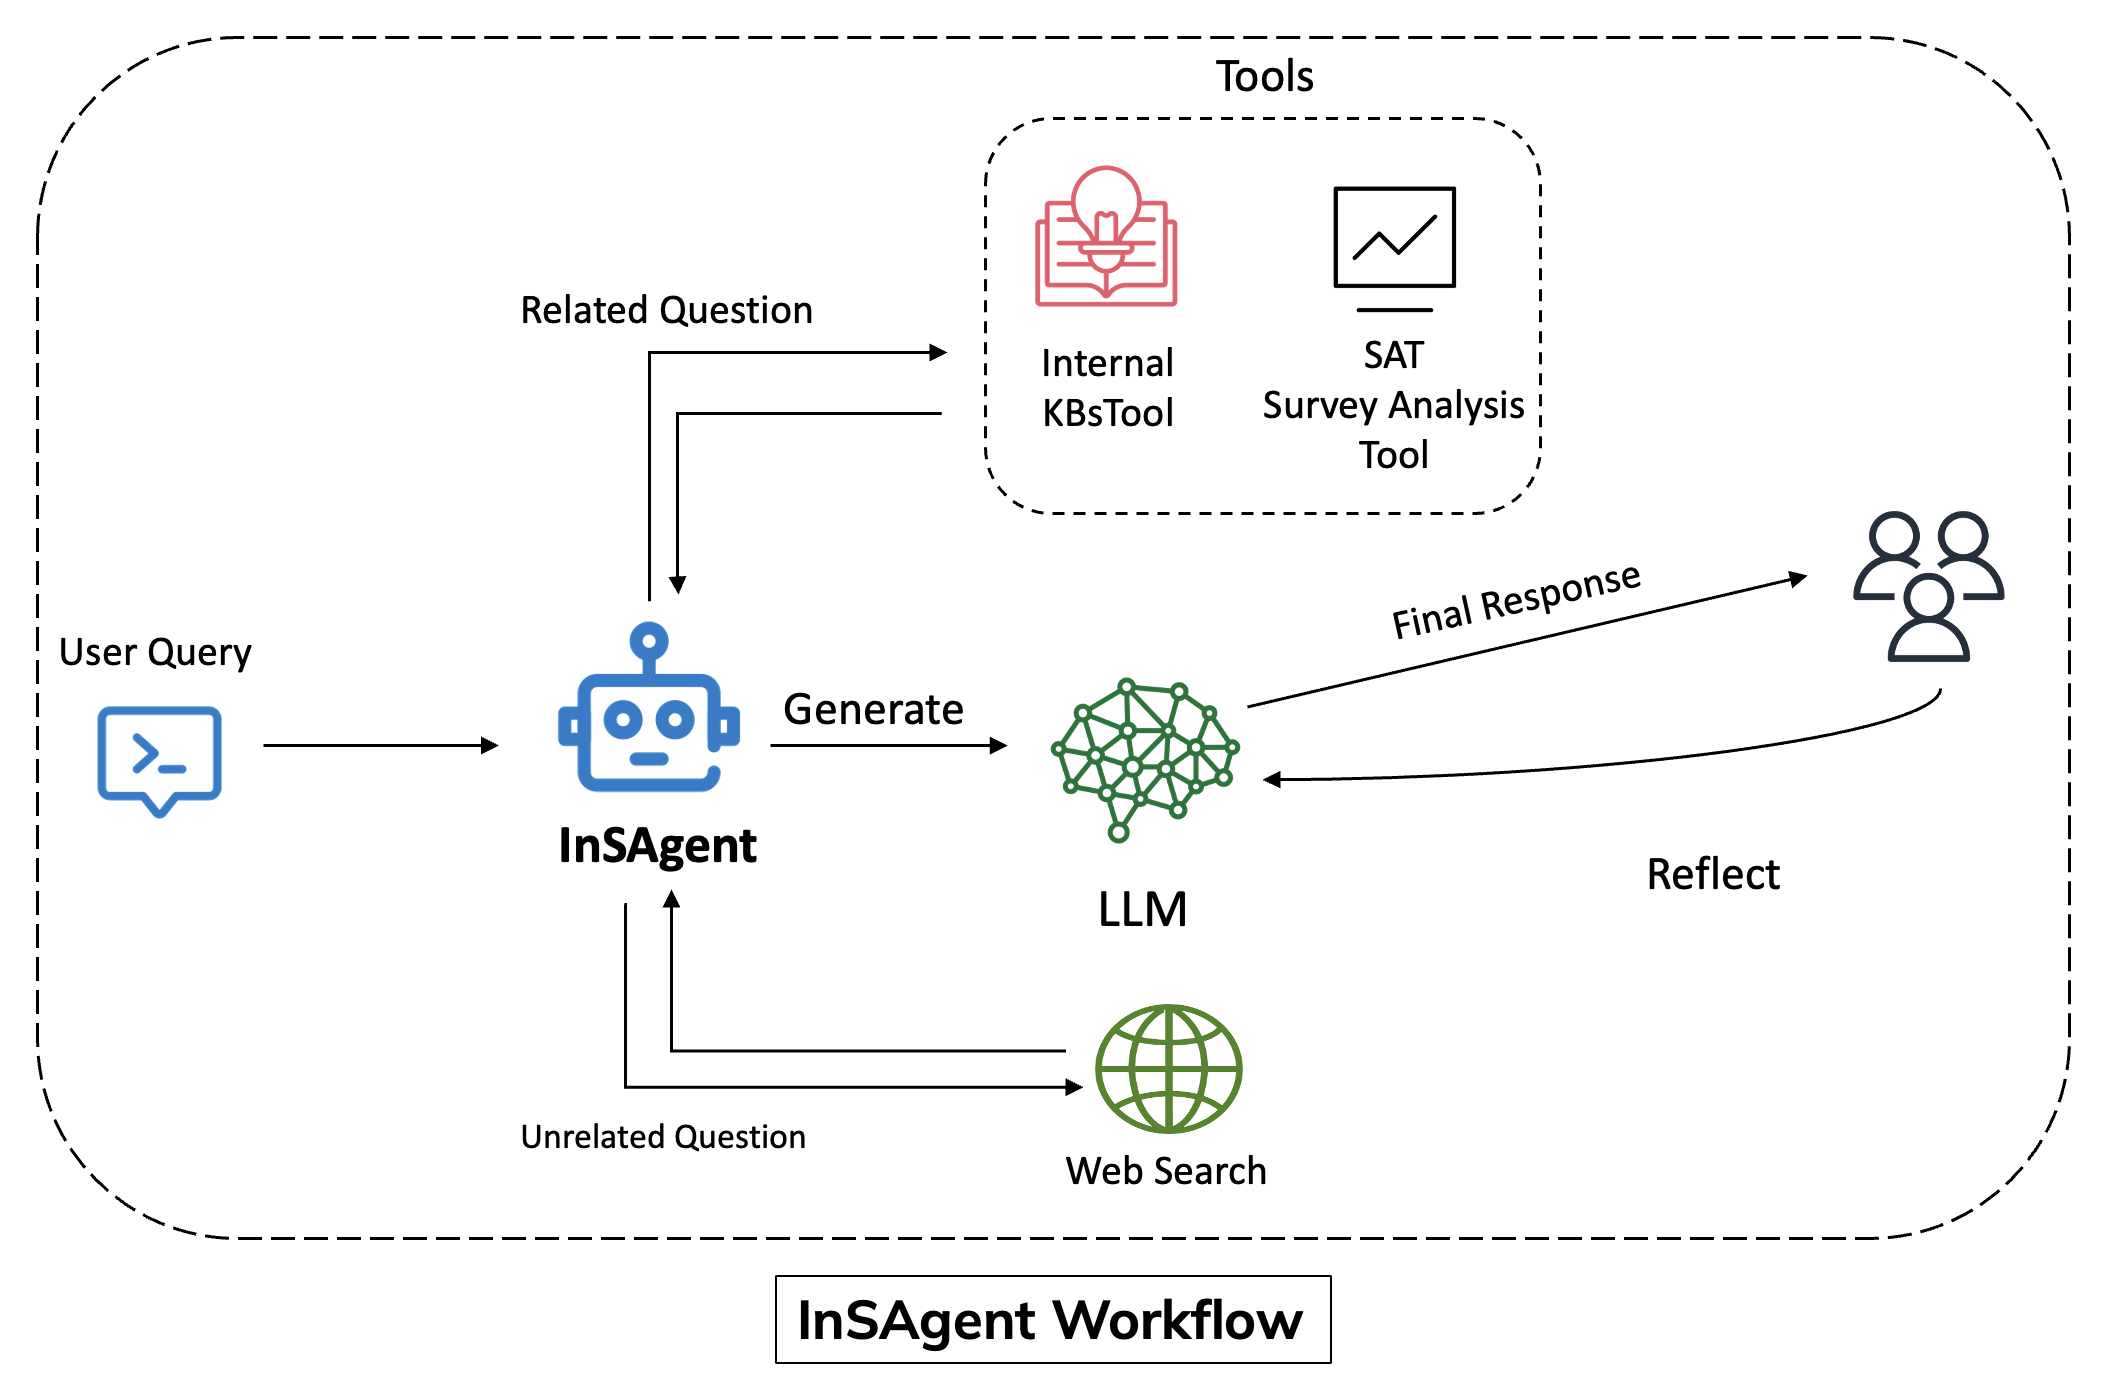 Tools
Internal
KBsTool
SAT
Survey Analysis
Tool
Related Question
User Query
InSAgent
Generate
LLM
Final Response
Reflect
Unrelated Question
Web Search
InSAgent Workflow